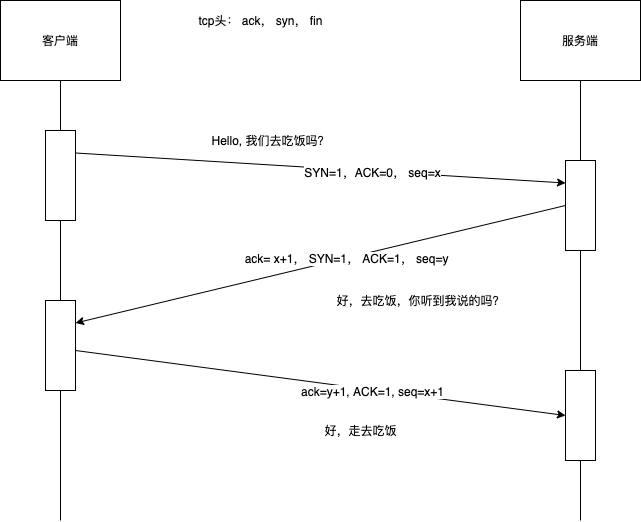 tcp头： ack， syn， fin
客户端
服务端
Hello, 我们去吃饭吗？
SYN=1，ACK=0， seq=x
ack= x+1， SYN=1， ACK=1， seq=y
好，去吃饭，你听到我说的吗？
ack=y+1, ACK=1, seq=x+1
好，走去吃饭